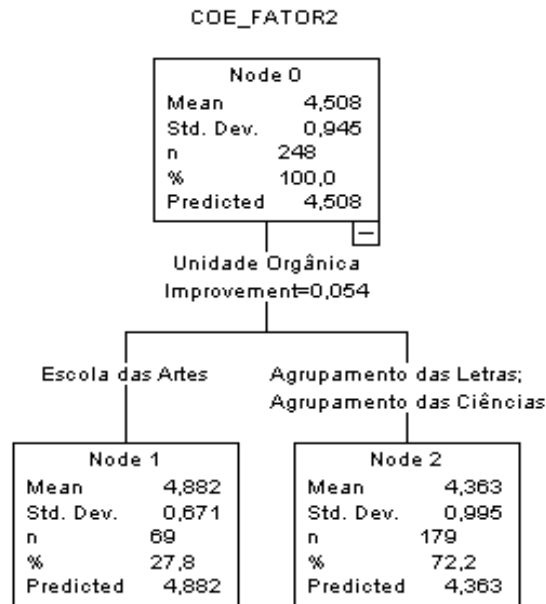 COE_FATOR2
Node 0
Mean 4,508
Std. Dev. 0,945
n 248
% 100,0
Predicted 4,508
Unidade Orgânica
Improvement=0,054
Escola das Artes
Agrupamento das Letras;
Agrupamento das Ciências
Node 1
Mean 4,882
Std. Dev. 0,671
n 69
% 27,8
Predicted 4,882
Node 2
Mean 4,363
Std. Dev. 0,995
n 179
% 72,2
Predicted 4,363